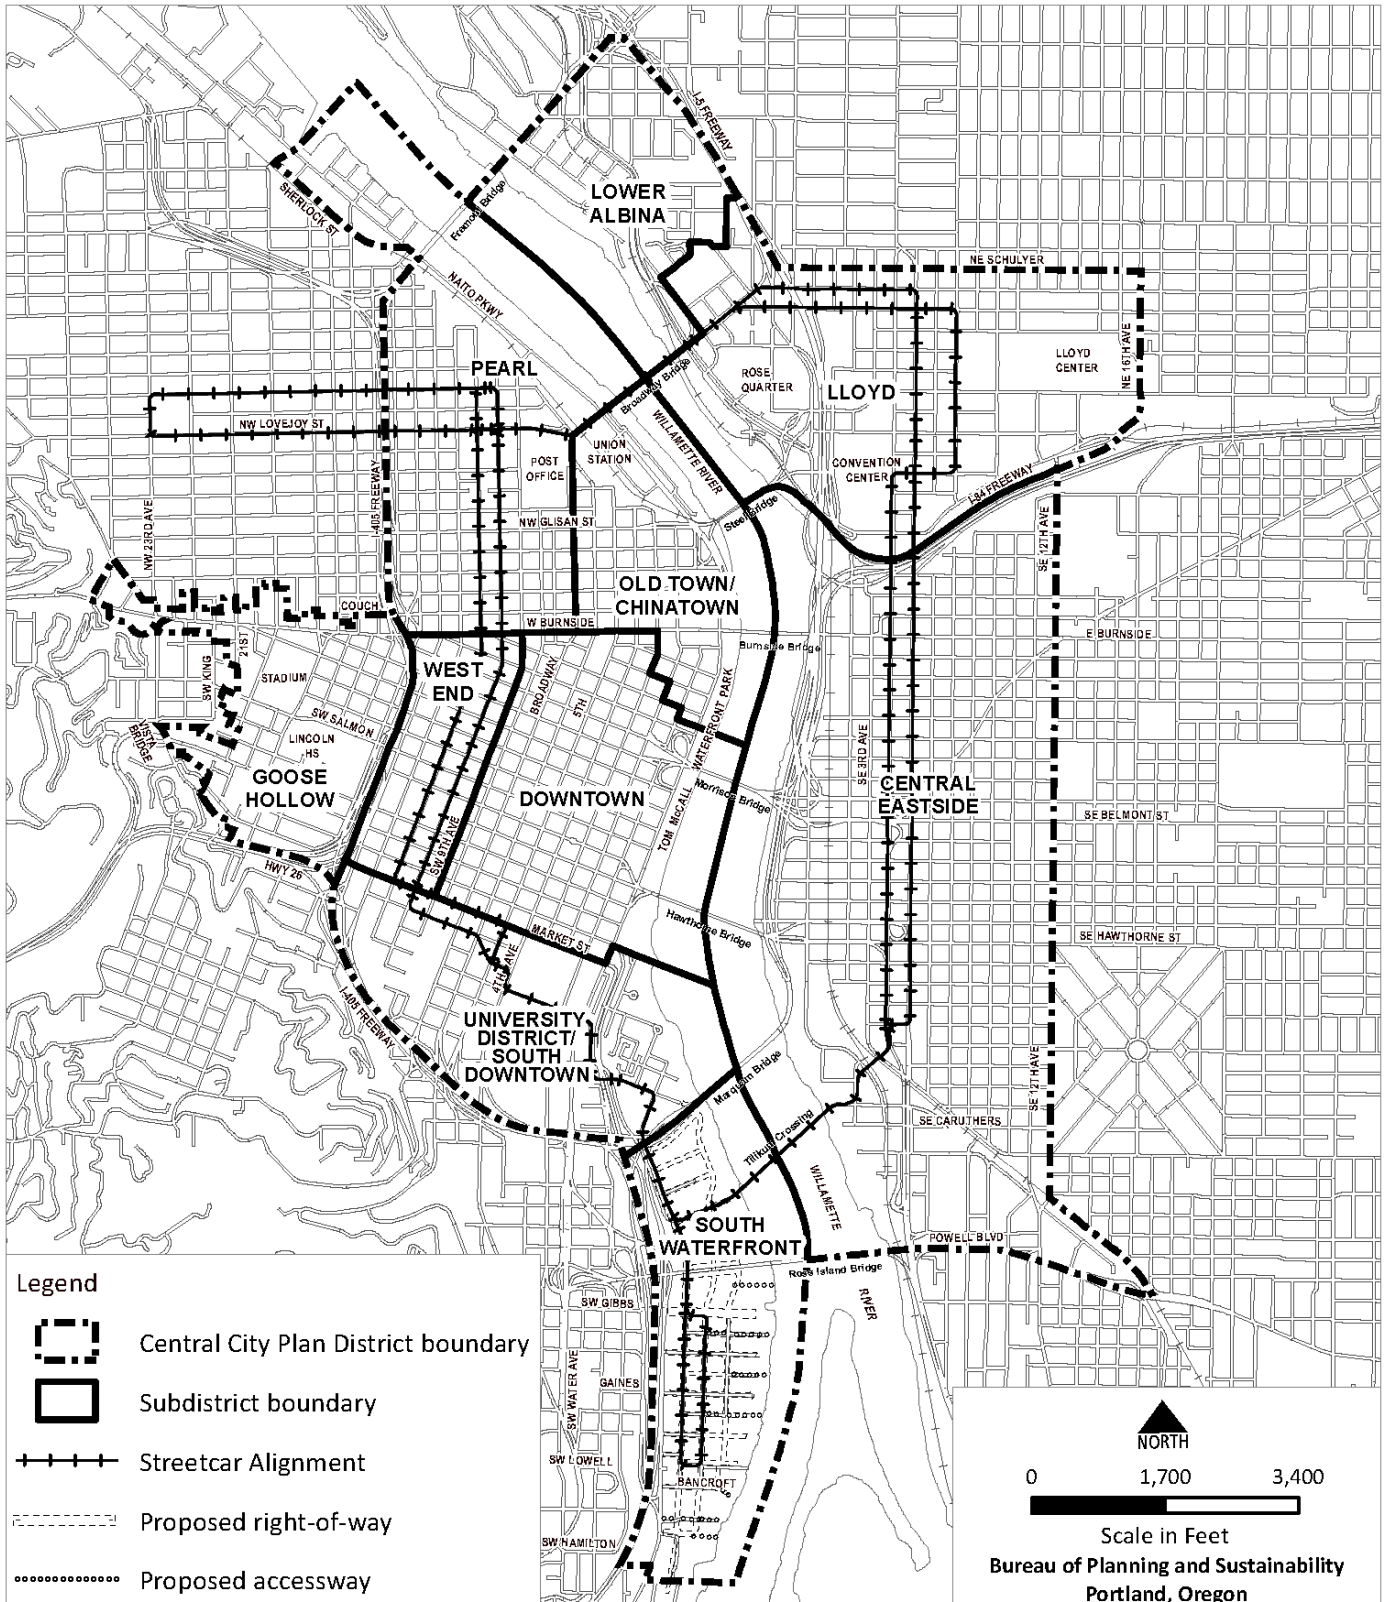 I-5 FREEWAY
LOWER
ALBINA
SHERLOCK ST
Fremont Bridge
NE SCHULYER
NAITO PKWY
NE 16TH AVE
LLOYD
CENTER
PEARL
ROSE
QUARTER
LLOYD
Broadway Bridge
NW LOVEJOY ST
WILLAMETTE RIVER
UNION
STATION
POST
OFFICE
CONVENTION
CENTER
I-84 FREEWAY
I-405 FREEWAY
NW 23RD AVE
NW GLISAN ST
Steel Bridge
SE 12TH AVE
OLD TOWN/
CHINATOWN
COUCH
W BURNSIDE
E BURNSIDE
Burnside Bridge
21ST
SW KING
STADIUM
WEST
END
BROADWAY
5TH
TOM McCALL WATERFRONT PARK
SW SALMON
VISTA
BRIDGE
LINCOLN
HS
GOOSE
HOLLOW
SE 3RD AVE
DOWNTOWN
Morrison Bridge
CENTRAL
EASTSIDE
SE BELMONT ST
SW 9TH AVE
HWY 26
Hawthorne Bridge
MARKET ST
SE HAWTHORNE ST
4TH AVE
I-405 FREEWAY
UNIVERSITY
DISTRICT/
SOUTH
DOWNTOWN
Marquam Bridge
SE 12TH AVE
SE CARUTHERS
Tilikum Crossing
WILLAMETTE
RIVER
SOUTH
WATERFRONT
POWELL BLVD
Ross Island Bridge
SW GIBBS
SW WATER AVE
GAINES
SW LOWELL
BANCROFT
SW HAMILTON
Legend
Central City Plan District boundary
Subdistrict boundary
Streetcar Alignment
Proposed right-of-way
Proposed accessway
NORTH
0 1,700 3,400
Scale in Feet
Bureau of Planning and Sustainability
Portland, Oregon